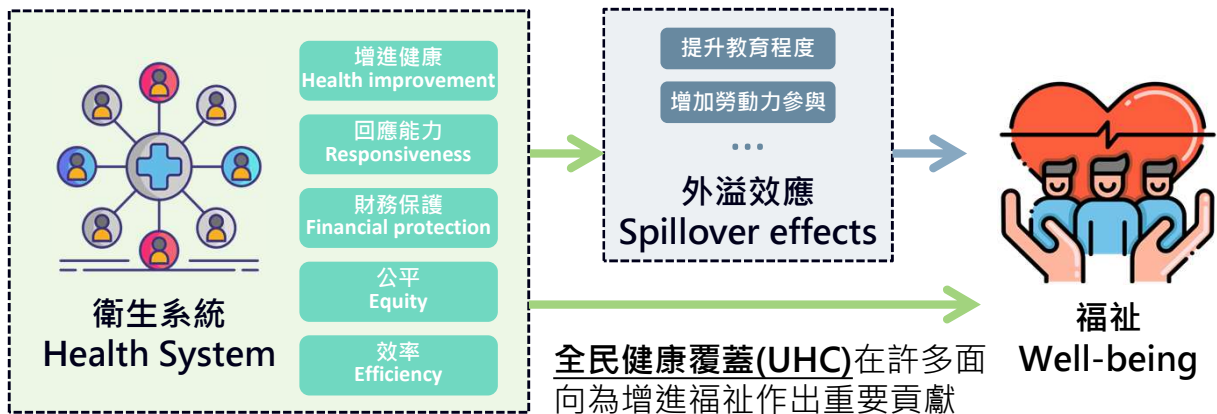 增進健康
Health improvement
回應能力
Responsiveness
財務保護
Financial protection
公平
Equity
效率
Efficiency
衛生系統
Health System
提升教育程度
增加勞動力參與
...
外溢效應
Spillover effects
全民健康覆蓋(UHC)在許多面
向為增進福祉作出重要貢獻
福祉
Well-being